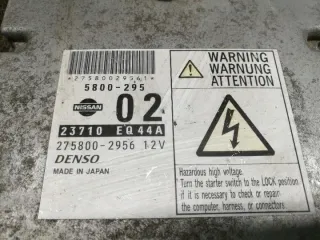 *27580029561*
5800-295
NISSAN
02
23710 EQ44A
275800-2956 12V
DENSO
MADE IN JAPAN
WARNING
WARNUNG
ATTENTION
Hazardous high voltage.
Turn the starter switch to the LOCK position
if it is necessary to check or repair
the computer, harness, or connectors.